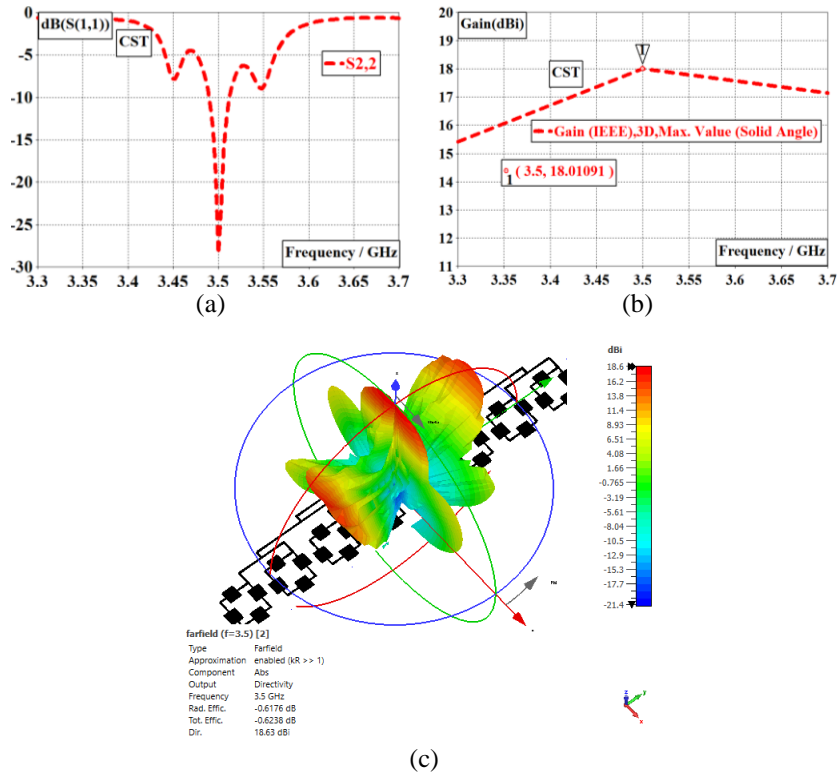 0
dB(S(1,1))
CST
-5
S2,2
-10
-15
-20
-25
Frequency / GHz
-30
3.3 3.35 3.4 3.45 3.5 3.55 3.6 3.65 3.7
(a)
20
Gain(dBi)
1
19
18
CST
17
16
Gain (IEEE),3D,Max. Value (Solid Angle)
15
1 ( 3.5, 18.01091 )
14
13
12
Frequency / GHz
11
3.3 3.35 3.4 3.45 3.5 3.55 3.6 3.65 3.7
(b)
dBi
18.6
16.2
13.8
11.4
8.93
6.51
4.08
1.66
-0.765
-3.19
-5.61
-8.04
-10.5
-12.9
-15.3
-17.7
-21.4
z
farfield (f=3.5) [2]
Type Farfield
Approximation enabled (kR >> 1)
Component Abs
Output Directivity
Frequency 3.5 GHz
Rad. Effic. -0.6176 dB
Tot. Effic. -0.6238 dB
Dir. 18.63 dBi
z
y
x
(c)